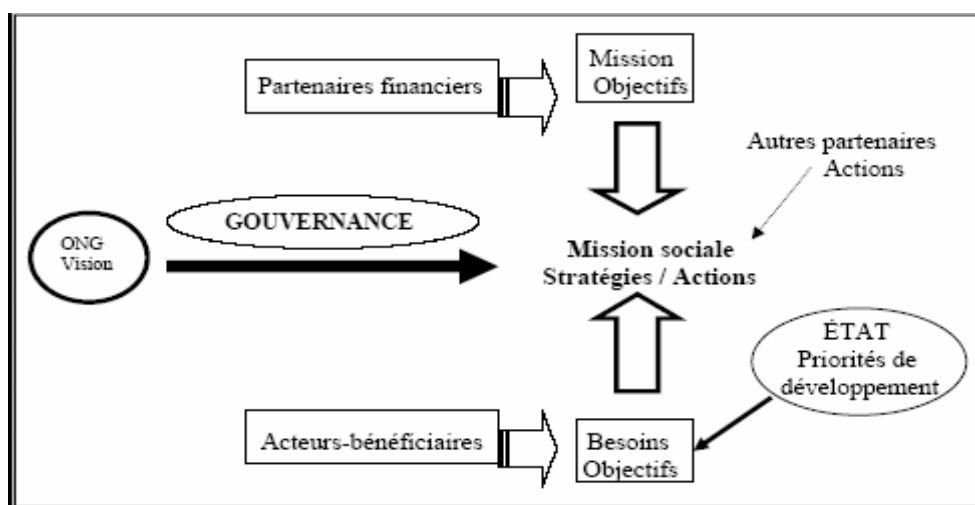 Partenaires financiers
Mission
Objectifs
Autres partenaires
Actions
GOUVERNANCE
ONG
Vision
Mission sociale
Stratégies / Actions
ÉTAT
Priorités de
développement
Acteurs-bénéficiaires
Besoins
Objectifs